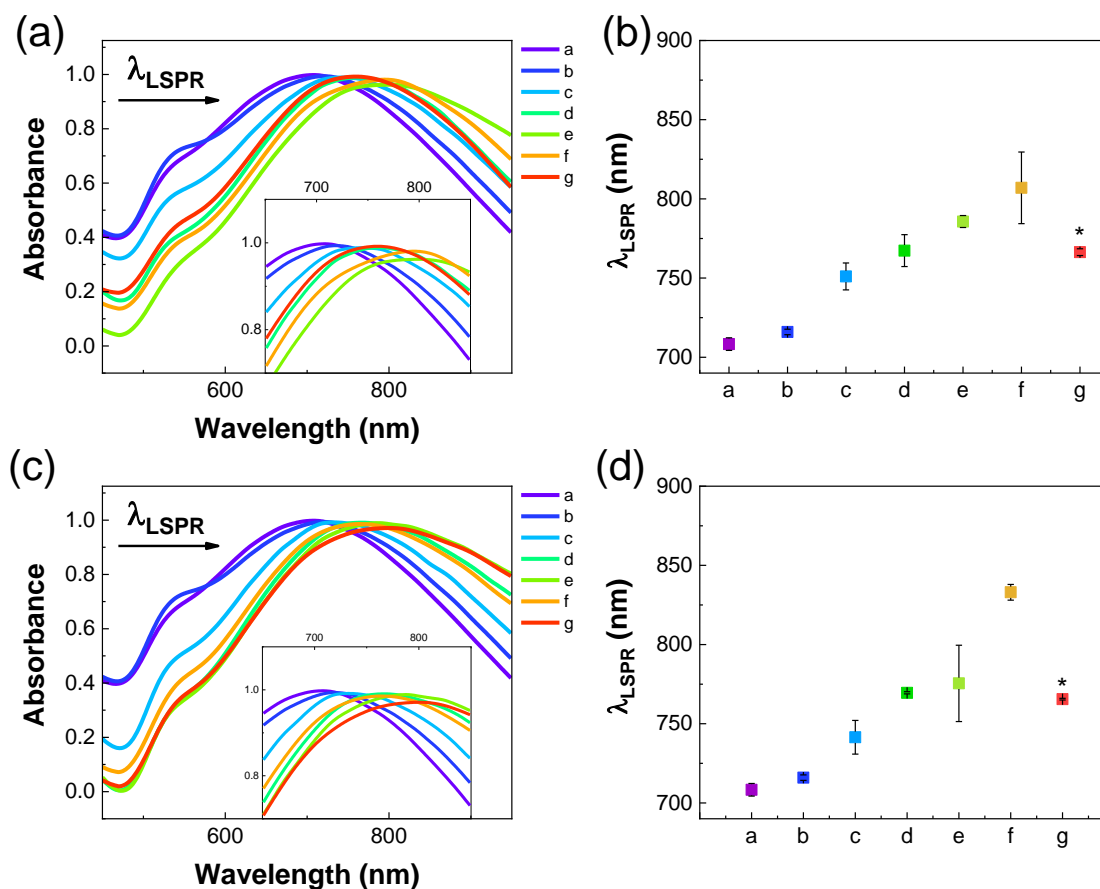 (a)
λLSPR
Absorbance
1.0
0.8
0.6
0.4
0.2
0.0
600
800
Wavelength (nm)
700
800
1.0
0.8
a
b
c
d
e
f
g
(b)
λLSPR (nm)
900
850
800
750
700
*
a b c d e f g
(c)
λLSPR
Absorbance
1.0
0.8
0.6
0.4
0.2
0.0
600
800
Wavelength (nm)
700
800
1.0
0.8
a
b
c
d
e
f
g
(d)
λLSPR (nm)
900
850
800
750
700
*
a b c d e f g